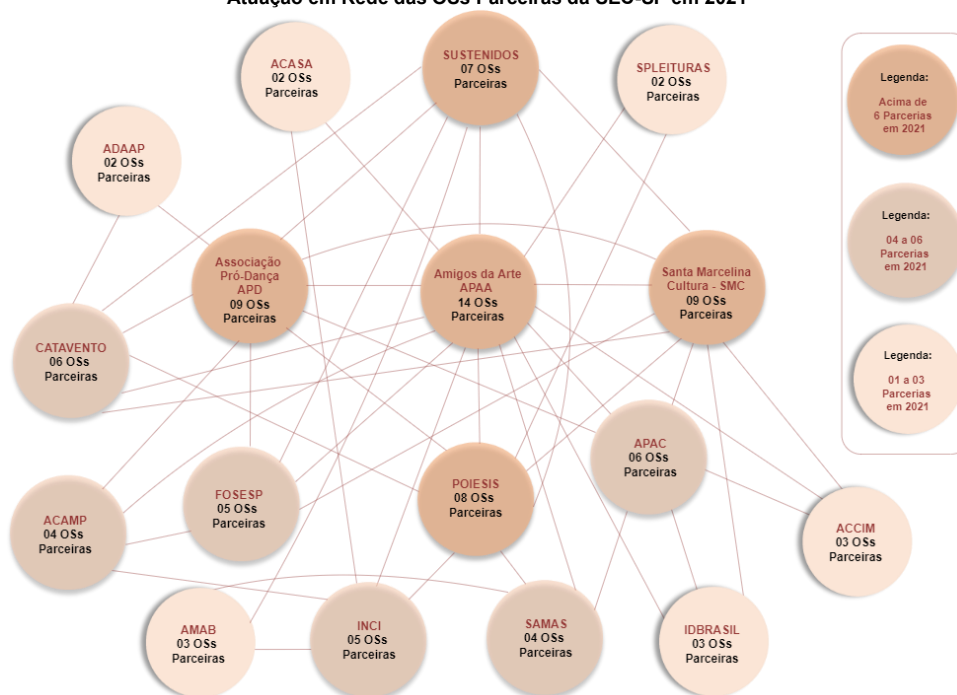 Atuação em Rede das OSs Parceiras da SEC-SP em 2021
ACASA
02 OSs
Parceiras
SUSTENIDOS
07 OSs
Parceiras
SPLEITURAS
02 OSs
Parceiras
Legenda:
Acima de
6 Parcerias
em 2021
ADAAP
02 OSs
Parceiras
Associação
Pró-Dança
APD
09 OSs
Parceiras
Amigos da Arte
APAA
14 OSs
Parceiras
Santa Marcelina
Cultura - SMC
09 OSs
Parceiras
Legenda:
04 a 06
Parcerias
em 2021
CATAVENTO
06 OSs
Parceiras
Legenda:
01 a 03
Parcerias
em 2021
ACAMP
04 OSs
Parceiras
FOSESP
05 OSs
Parceiras
POIESIS
08 OSs
Parceiras
APAC
06 OSs
Parceiras
ACCIM
03 OSs
Parceiras
AMAB
03 OSs
Parceiras
INCI
05 OSs
Parceiras
SAMAS
04 OSs
Parceiras
IDBRASIL
03 OSs
Parceiras